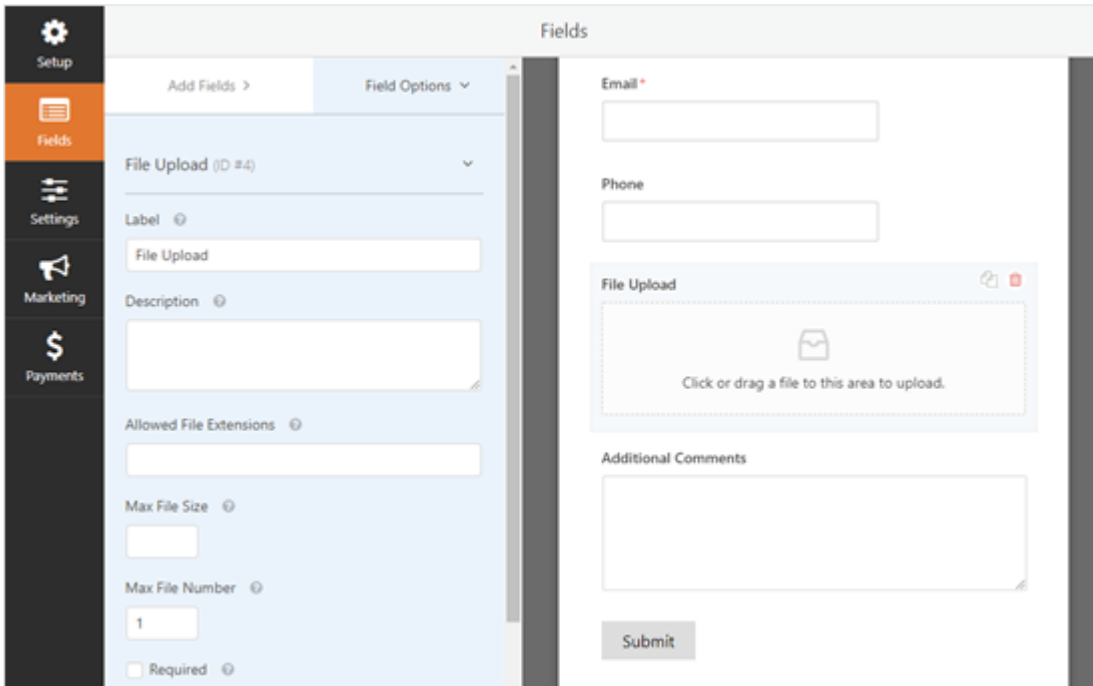 Fields
Setup
Fields
Settings
Marketing
Payments
Add Fields >
Field Options
File Upload (ID #4)
Label
File Upload
Description
Allowed File Extensions
Max File Size
Max File Number
1
Required
Email*
Phone
File Upload
Click or drag a file to this area to upload.
Additional Comments
Submit